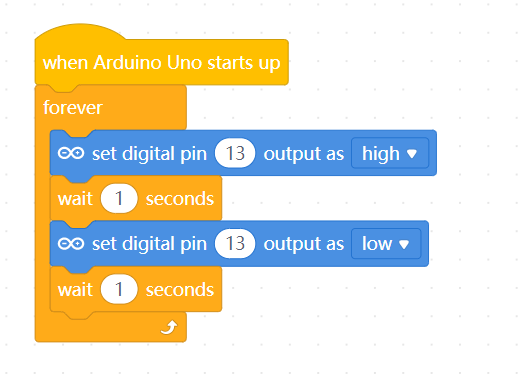 when Arduino Uno starts up
forever
set digital pin 13 output as high
wait 1 seconds
set digital pin 13 output as low
wait 1 seconds